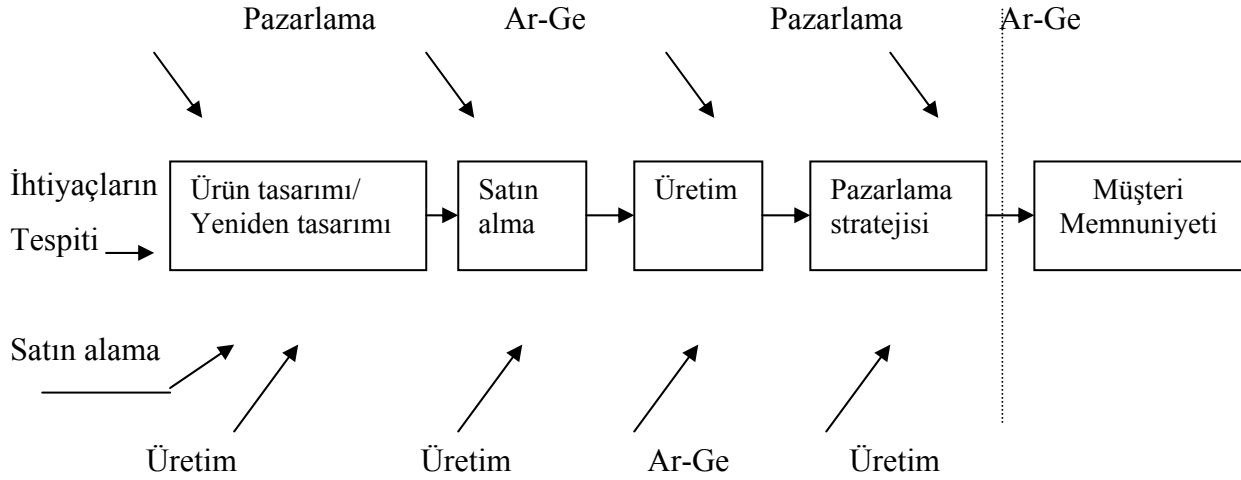 Pazarlama Ar-Ge Pazarlama Ar-Ge
İhtiyaçların
Tespiti
Ürün tasarımı/
Yeniden tasarımı
Satın
alma
Üretim
Pazarlama
stratejisi
Müşteri
Memnuniyeti
Satın alama
Üretim Üretim Ar-Ge Üretim